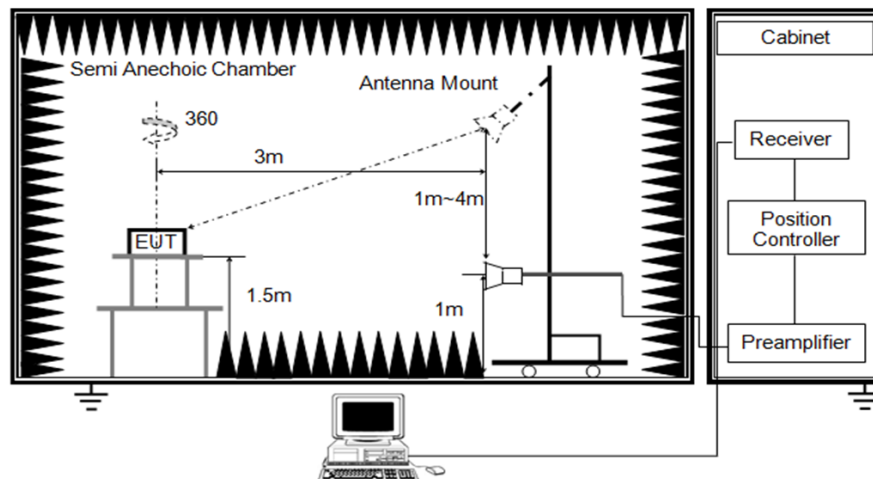 Cabinet
Semi Anechoic Chamber
Antenna Mount
360
Receiver
3m
1m~4m
Position
Controller
EUT
1.5m
1m
Preamplifier